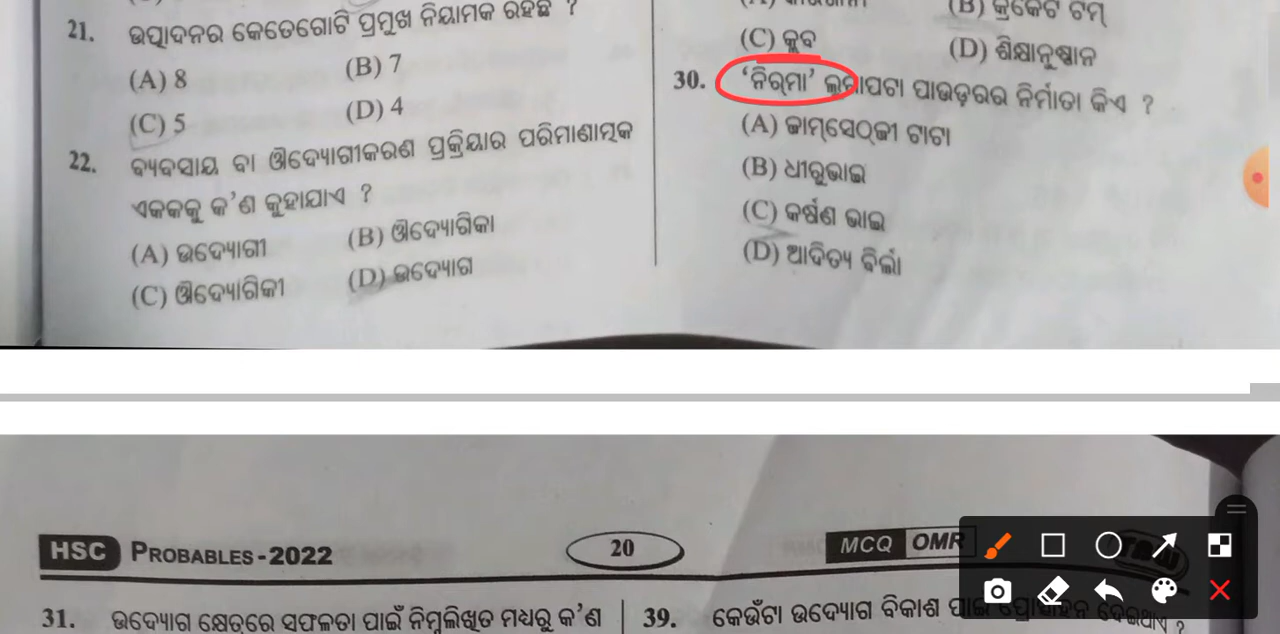 21. ଉତ୍ପାଦନର କେତେଗୋଟି ପ୍ରମୁଖ ନିୟାମକ ରହିଛି ?
(A) 8
(B) 7
(C) 5
(D) 4
22. ବ୍ୟବସାୟ ବା ଔଦ୍ୟୋଗୀକରଣ ପ୍ରକ୍ରିୟାର ପରିମାଣାତ୍ମକ
ଏକକକୁ କ'ଣ କୁହାଯାଏ ?
(A) ଉଦ୍ୟୋଗୀ
(B) ଔଦ୍ୟୋଗିକା
(C) ଔଦ୍ୟୋଗିକୀ
(D) ଉଦ୍ୟୋଗ
(B) କ୍ରିକେଟ ଟିମ୍
(C) କ୍ଲବ
(D) ଶିକ୍ଷାନୁଷ୍ଠାନ
30. ‘ନିର୍ମା’ ଲୁଗାପଟା ପାଉଡ଼ରର ନିର୍ମାତା କିଏ ?
(A) ଜାମ୍‌ସେଠ୍‌ଜୀ ଟାଟା
(B) ଧୀରୁଭାଇ
(C) କର୍ଷଣ ଭାଇ
(D) ଆଦିତ୍ୟ ବିର୍ଲା
HSC PROBABLES-2022
20
MCQ OMR
31. ଉଦ୍ୟୋଗ କ୍ଷେତ୍ରରେ ସଫଳତା ପାଇଁ ନିମ୍ନଲିଖିତ ମଧ୍ୟରୁ କ'ଣ
39. କେଉଁଟା ଉଦ୍ୟୋଗ ବିକାଶ ପାଇଁ ପ୍ରୋତ୍ସାହନ ଦେଇଥାଏ ?